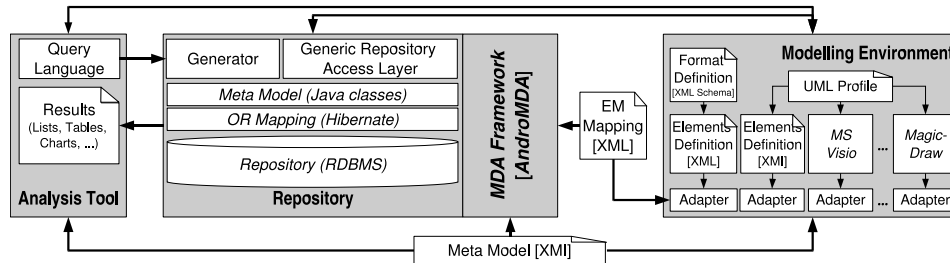 Query
Language
Results
(Lists, Tables,
Charts, ...)
Analysis Tool
Generator
Generic Repository
Access Layer
Meta Model (Java classes)
OR Mapping (Hibernate)
Repository (RDBMS)
Repository
MDA Framework
[AndroMDA]
EM
Mapping
[XML]
Modelling Environment
Format
Definition
[XML Schema]
UML Profile
Elements
Definition
[XML]
Elements
Definition
[XMI]
MS
Visio
...
Magic-
Draw
Adapter
Adapter
Adapter
...
Adapter
Meta Model [XMI]